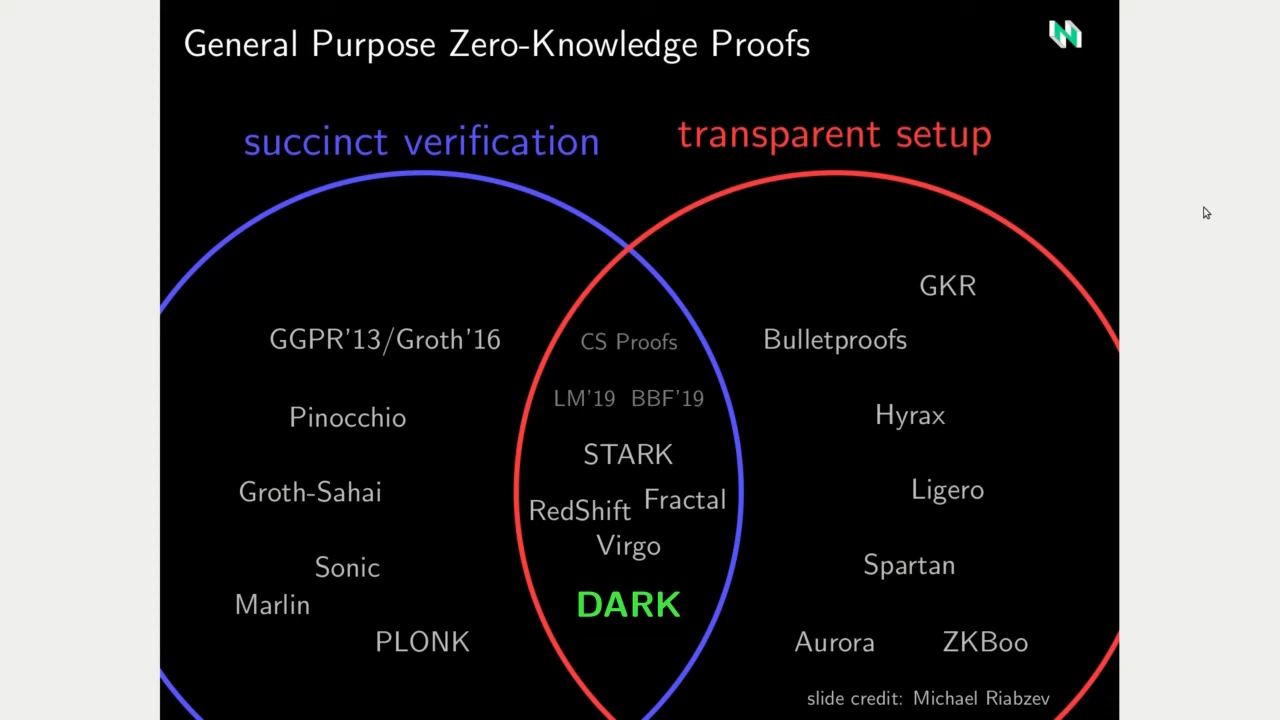 General Purpose Zero-Knowledge Proofs
succinct verification
transparent setup
GGPR'13/Groth'16
Pinocchio
Groth-Sahai
Sonic
Marlin
PLONK
CS Proofs
LM'19 BBF'19
STARK
RedShift Fractal
Virgo
DARK
GKR
Bulletproofs
Hyrax
Ligero
Spartan
Aurora ZKBoo
slide credit: Michael Riabzev